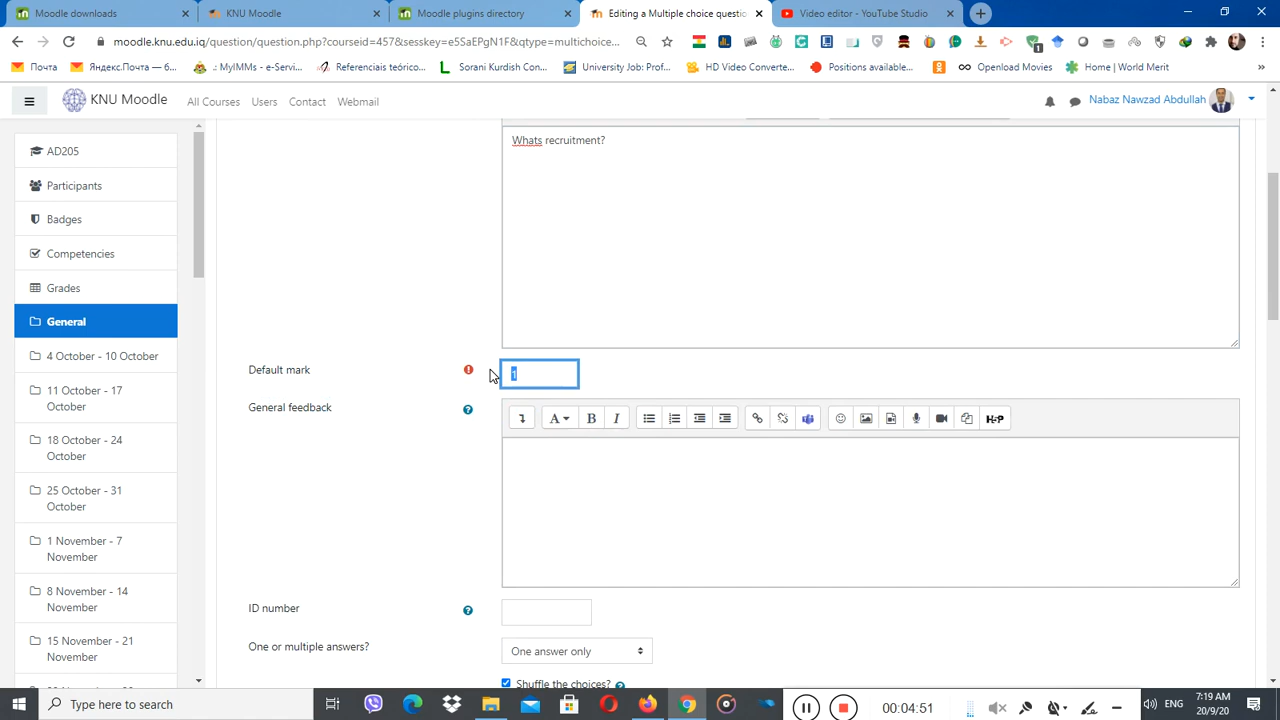 Moodle downloads
KNU Moodle
Moodle plugins directory
Editing a Multiple choice questio
Video editor - YouTube Studio
moodle.knu.edu.iq/question/question.php?courseid=457&sesskey=e5SaEPgN1F&qtype=multichoice...
Почта
Яндекс.Почта — б...
.: MyIMMs - e-Servi...
Referenciais teórico...
Sorani Kurdish Con...
University Job: Prof...
HD Video Converte...
Positions available...
Openload Movies
Home | World Merit
»
KNU Moodle
All Courses
Users
Contact
Webmail
Nabaz Nawzad Abdullah
AD205
Participants
Badges
Competencies
Grades
General
4 October - 10 October
11 October - 17
October
18 October - 24
October
25 October - 31
October
1 November - 7
November
8 November - 14
November
15 November - 21
November
Whats recruitment?
Default mark
1
General feedback
A
B
I
H-P
ID number
One or multiple answers?
One answer only
Shuffle the choices?
Type here to search
00:04:51
ENG
7:19 AM
20/9/20